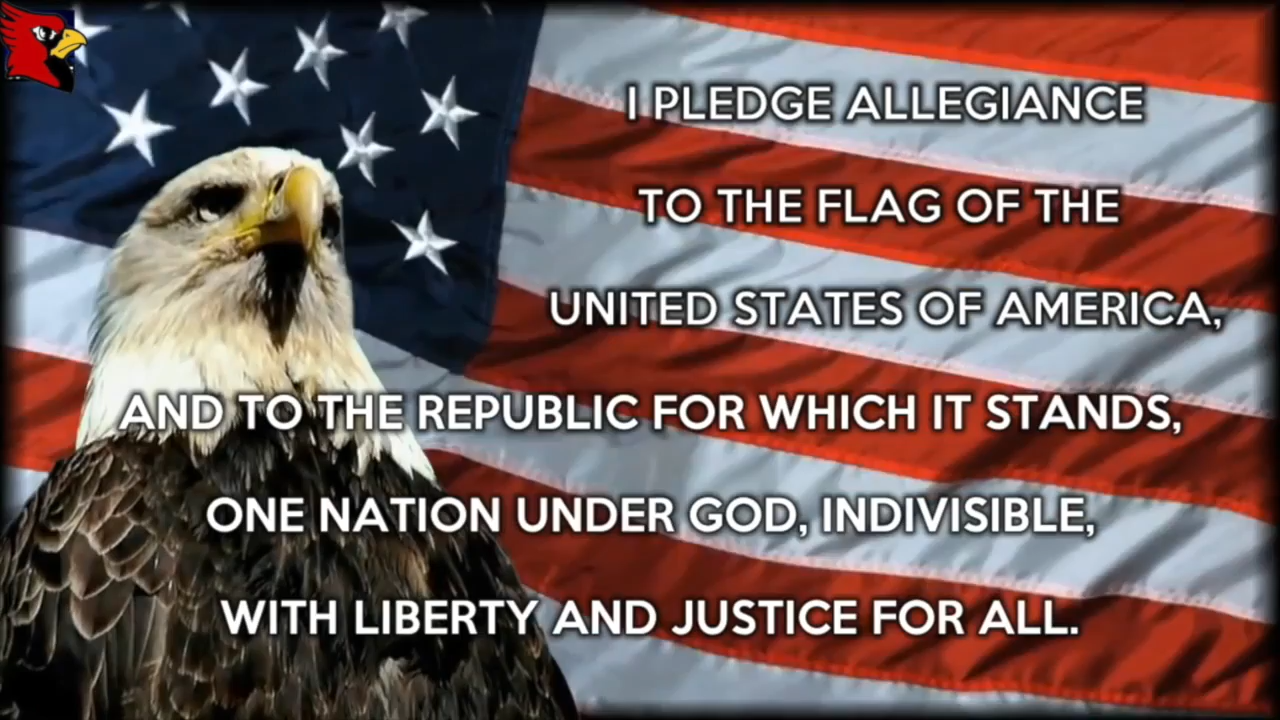 I PLEDGE ALLEGIANCE
TO THE FLAG OF THE
UNITED STATES OF AMERICA,
AND TO THE REPUBLIC FOR WHICH IT STANDS,
ONE NATION UNDER GOD, INDIVISIBLE,
WITH LIBERTY AND JUSTICE FOR ALL.